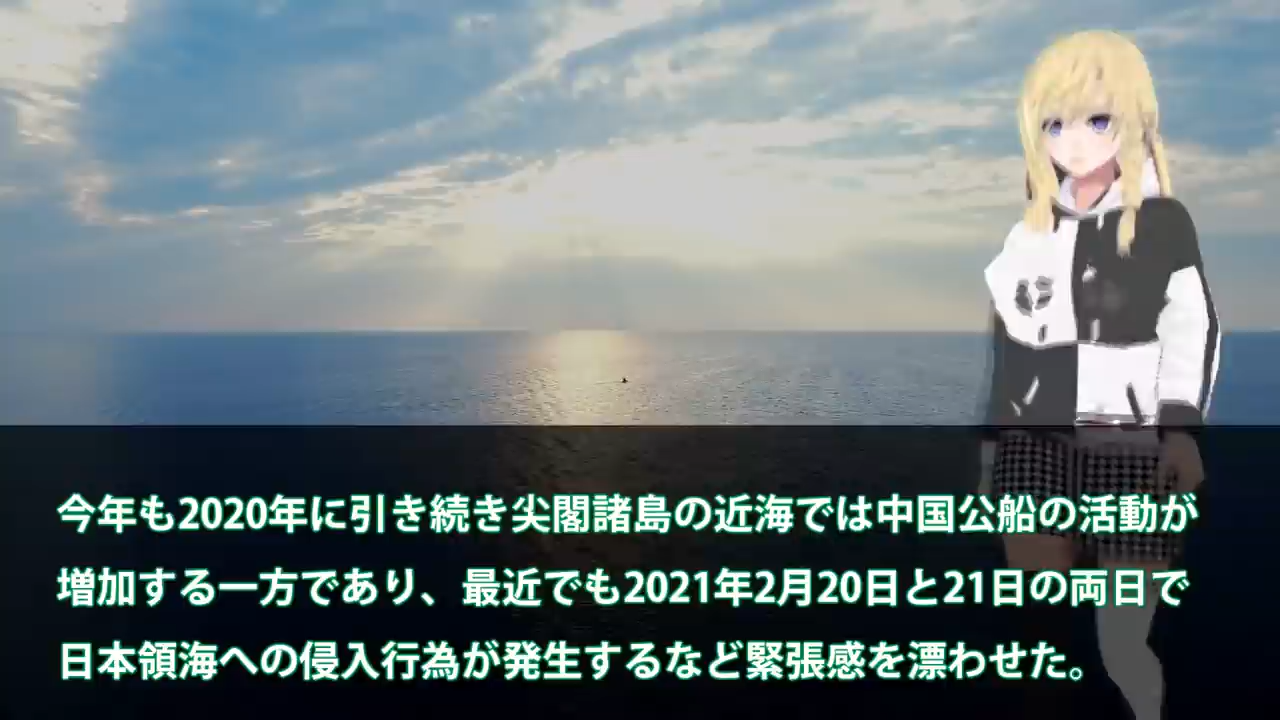 今年も2020年に引き続き尖閣諸島の近海では中国公船の活動が
増加する一方であり、最近でも2021年2月20日と21日の両日で
日本領海への侵入行為が発生するなど緊張感を漂わせた。